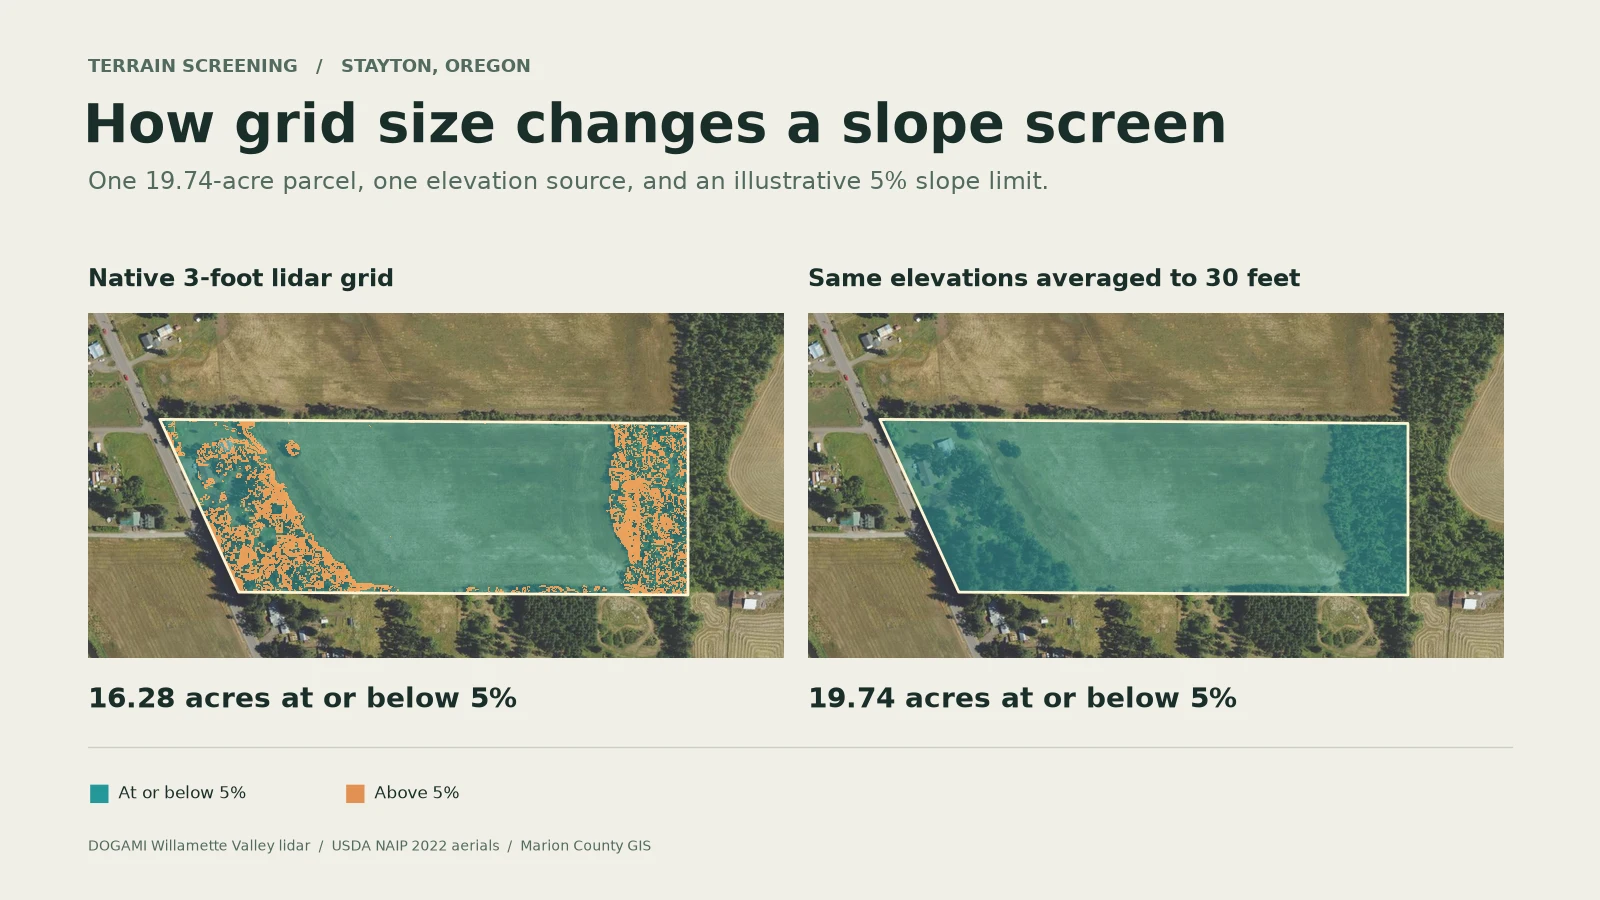 TERRAIN SCREENING / STAYTON, OREGON
How grid size changes a slope screen
One 19.74-acre parcel, one elevation source, and an illustrative 5% slope limit.
Native 3-foot lidar grid
Same elevations averaged to 30 feet
16.28 acres at or below 5%
19.74 acres at or below 5%
At or below 5%
Above 5%
DOGAMI Willamette Valley lidar / USDA NAIP 2022 aerials / Marion County GIS